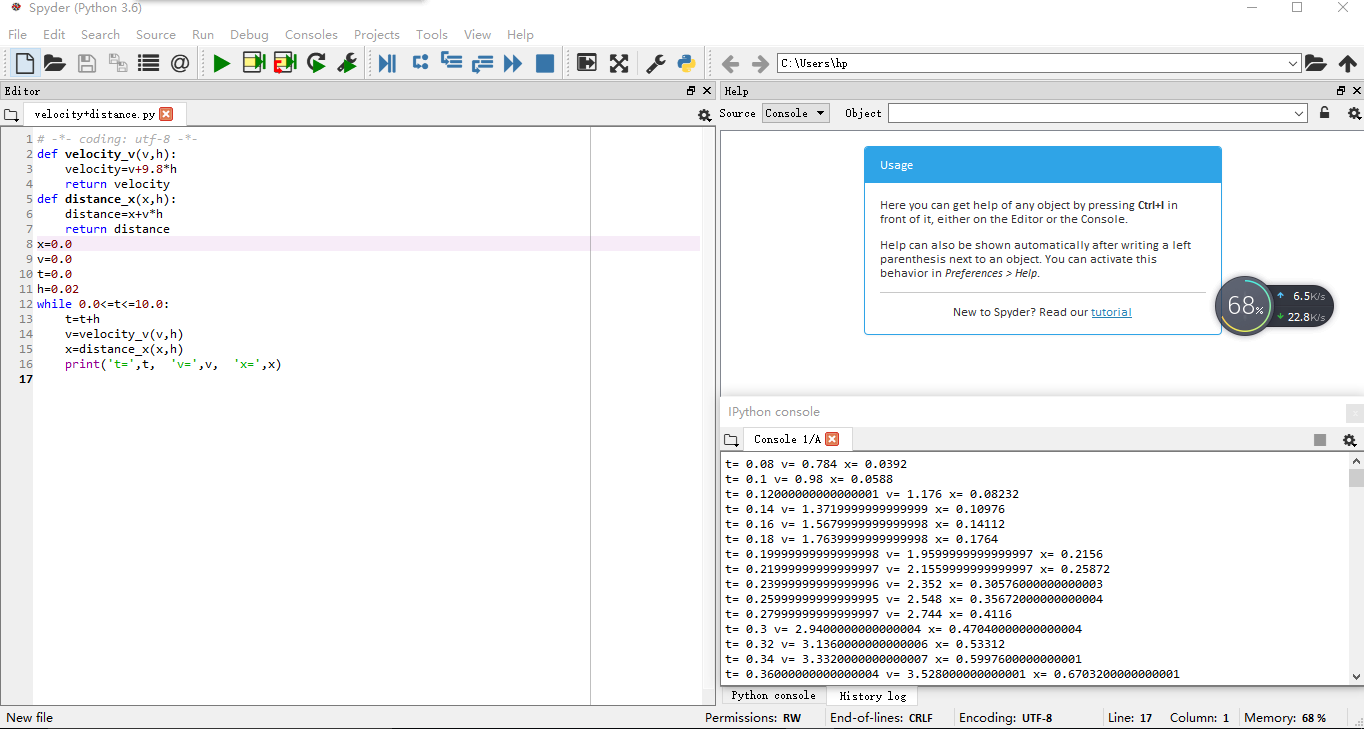 Spyder (Python 3.6)
File Edit Search Source Run Debug Consoles Projects Tools View Help
C:\Users\hp
Editor
velocity+distance.py
1 # -*- coding: utf-8 -*-
2 def velocity_v(v,h):
3     velocity=v+9.8*h
4     return velocity
5 def distance_x(x,h):
6     distance=x+v*h
7     return distance
8 x=0.0
9 v=0.0
10 t=0.0
11 h=0.02
12 while 0.0<=t<=10.0:
13     t=t+h
14     v=velocity_v(v,h)
15     x=distance_x(x,h)
16     print('t=',t,  'v=',v,  'x=',x)
17
Help
Source Console Object
Usage
Here you can get help of any object by pressing Ctrl+I in
front of it, either on the Editor or the Console.
Help can also be shown automatically after writing a left
parenthesis next to an object. You can activate this
behavior in Preferences > Help.
New to Spyder? Read our tutorial
68%
6.5K/s
22.8K/s
IPython console
Console 1/A
t= 0.08 v= 0.784 x= 0.0392
t= 0.1 v= 0.98 x= 0.0588
t= 0.12000000000000001 v= 1.176 x= 0.08232
t= 0.14 v= 1.3719999999999999 x= 0.10976
t= 0.16 v= 1.5679999999999998 x= 0.14112
t= 0.18 v= 1.7639999999999998 x= 0.1764
t= 0.19999999999999998 v= 1.9599999999999997 x= 0.2156
t= 0.21999999999999997 v= 2.1559999999999997 x= 0.25872
t= 0.23999999999999996 v= 2.352 x= 0.30576000000000003
t= 0.25999999999999995 v= 2.548 x= 0.35672000000000004
t= 0.27999999999999997 v= 2.744 x= 0.4116
t= 0.3 v= 2.9400000000000004 x= 0.47040000000000004
t= 0.32 v= 3.1360000000000006 x= 0.53312
t= 0.34 v= 3.3320000000000007 x= 0.5997600000000001
t= 0.36000000000000004 v= 3.528000000000001 x= 0.6703200000000001
Python console History log
New file Permissions: RW End-of-lines: CRLF Encoding: UTF-8 Line: 17 Column: 1 Memory: 68 %